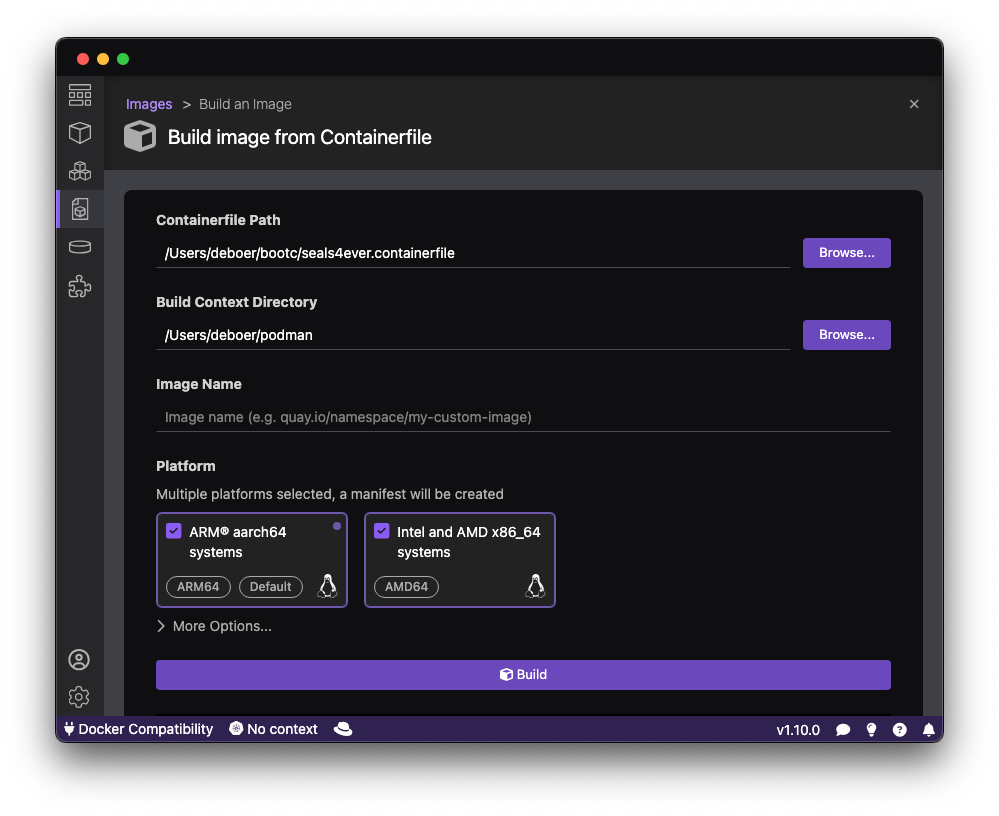 Images > Build an Image
Build image from Containerfile
Containerfile Path
/Users/deboer/bootc/seals4ever.containerfile
Browse...
Build Context Directory
/Users/deboer/podman
Browse...
Image Name
Image name (e.g. quay.io/namespace/my-custom-image)
Platform
Multiple platforms selected, a manifest will be created
ARM® aarch64
systems
ARM64 Default
Intel and AMD x86_64
systems
AMD64
More Options...
Build
Docker Compatibility No context v1.10.0